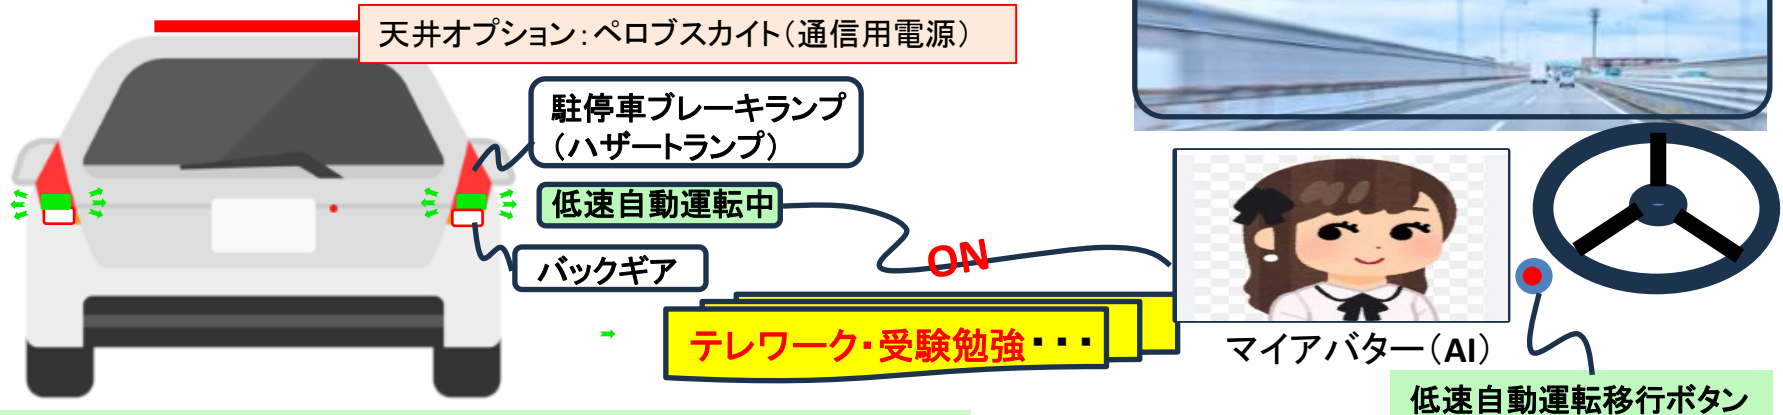 天井オプション：ペロブスカイト（通信用電源）
駐停車ブレーキランプ
（ハザートランプ）
低速自動運転中
バックギア
ON
テレワーク・受験勉強・・・
マイアバター（AI）
低速自動運転移行ボタン